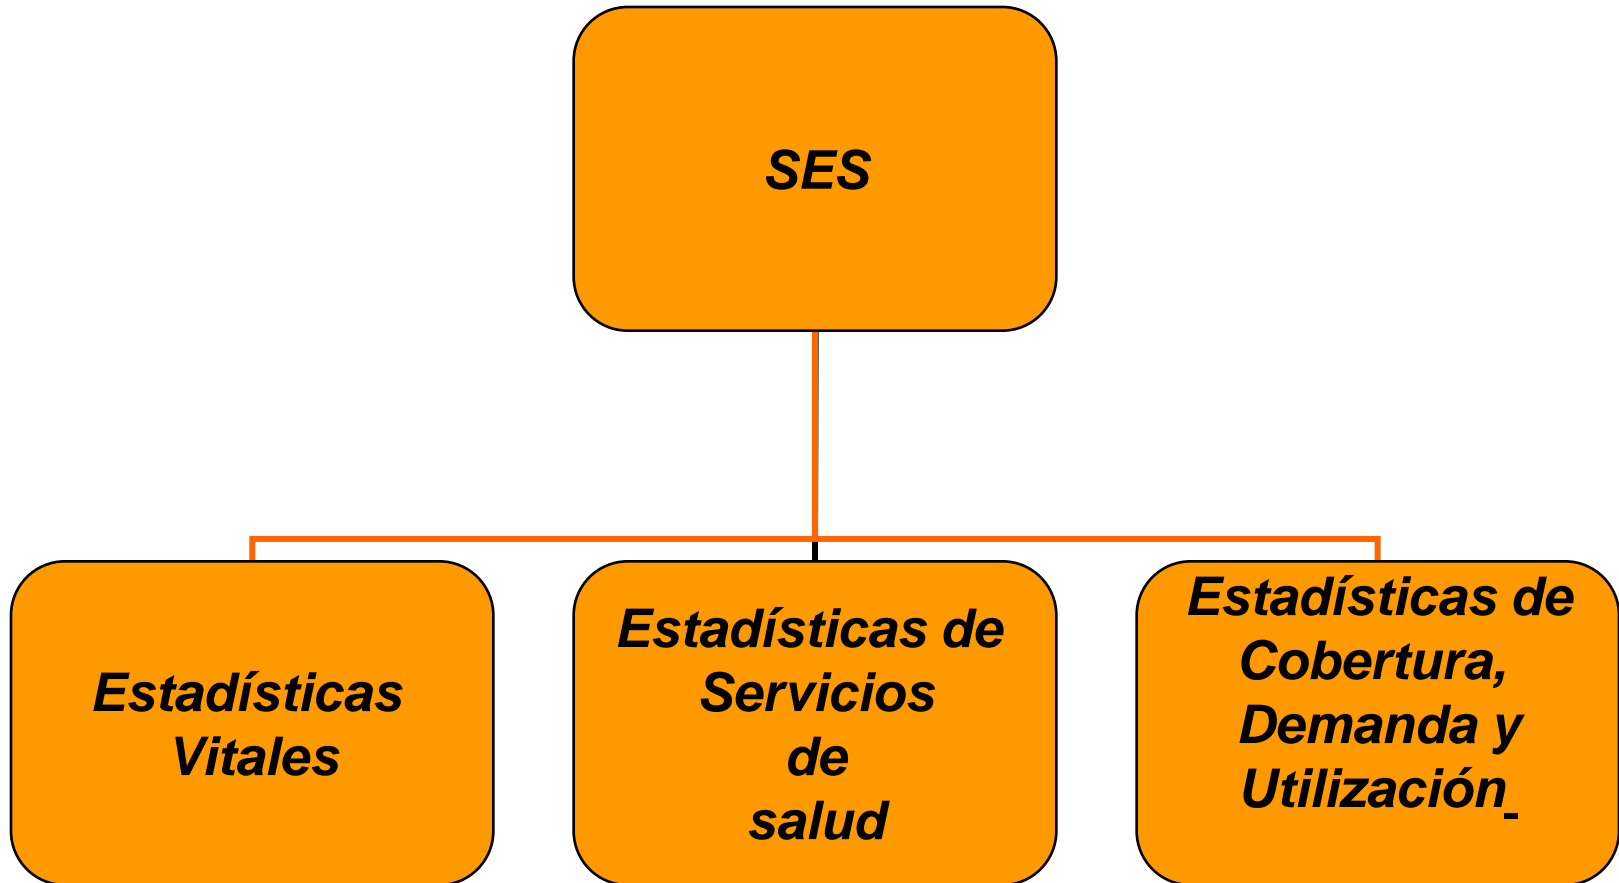 SES
Estadísticas
Vitales
Estadísticas de
Servicios
de
salud
Estadísticas de
Cobertura,
Demanda y
Utilización